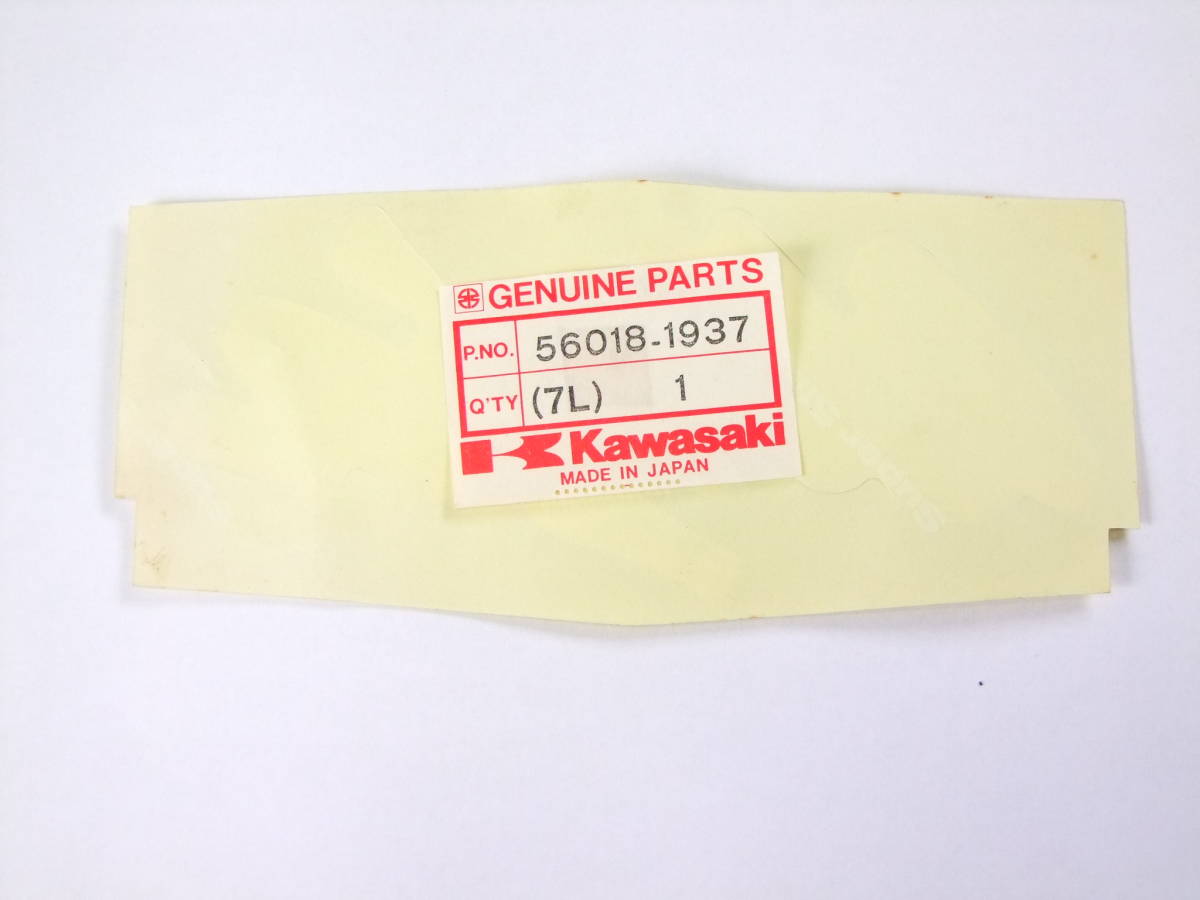 GENUINE PARTS
P.NO. 56018-1937
Q'TY (7L) 1
Kawasaki
MADE IN JAPAN